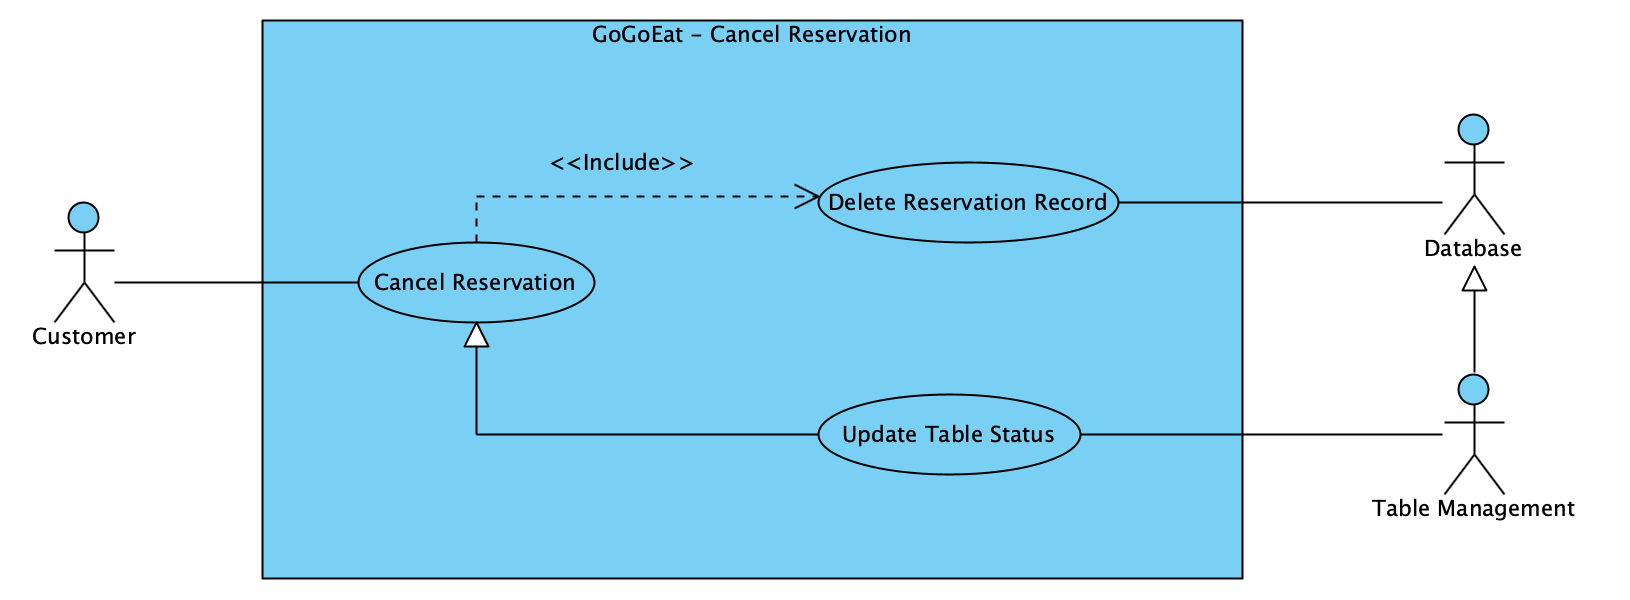 GoGoEat – Cancel Reservation
<<Include>>
Delete Reservation Record
Database
Cancel Reservation
Customer
Update Table Status
Table Management